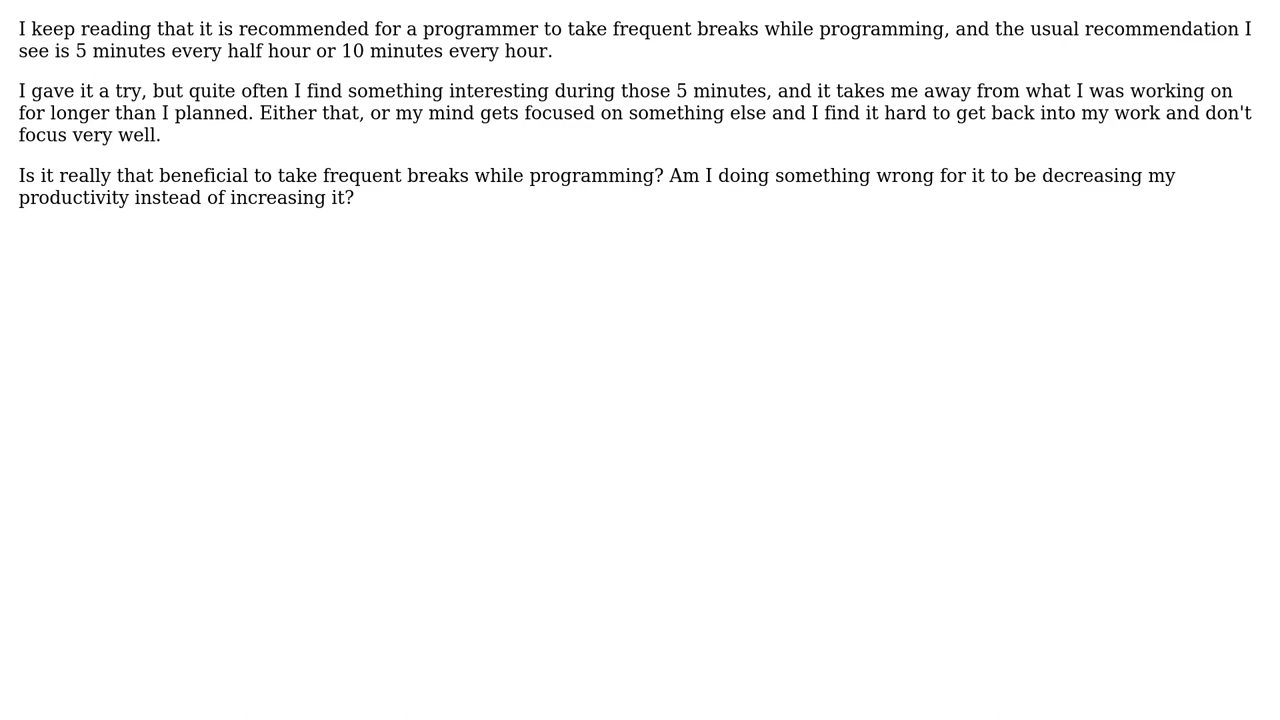 I keep reading that it is recommended for a programmer to take frequent breaks while programming, and the usual recommendation I
see is 5 minutes every half hour or 10 minutes every hour.
I gave it a try, but quite often I find something interesting during those 5 minutes, and it takes me away from what I was working on
for longer than I planned. Either that, or my mind gets focused on something else and I find it hard to get back into my work and don't
focus very well.
Is it really that beneficial to take frequent breaks while programming? Am I doing something wrong for it to be decreasing my
productivity instead of increasing it?